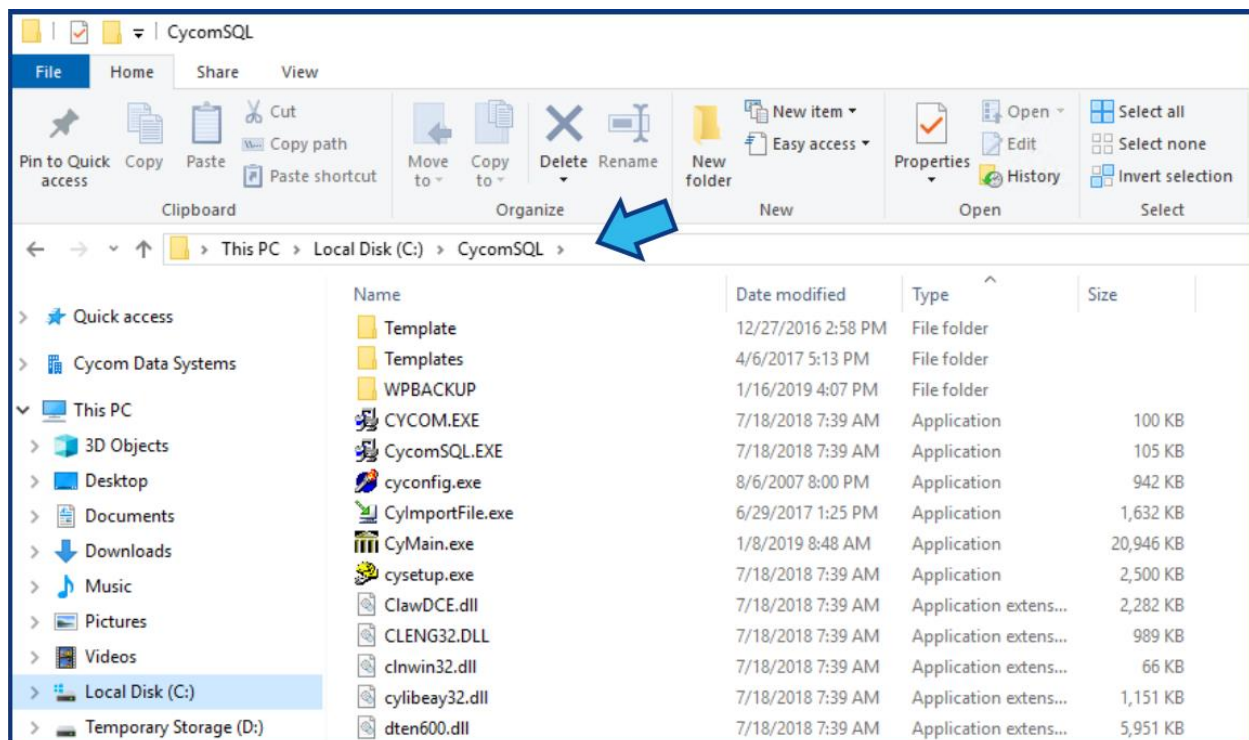 CycomSQL
File Home Share View
Pin to Quick access
Copy
Paste
Cut
Copy path
Paste shortcut
Clipboard
Move to
Copy to
Delete
Rename
Organize
New folder
New item
Easy access
New
Properties
Open
Edit
History
Open
Select all
Select none
Invert selection
Select
This PC > Local Disk (C:) > CycomSQL >
Quick access
Cycom Data Systems
This PC
3D Objects
Desktop
Documents
Downloads
Music
Pictures
Videos
Local Disk (C:)
Temporary Storage (D:)
Name Date modified Type Size
Template 12/27/2016 2:58 PM File folder
Templates 4/6/2017 5:13 PM File folder
WPBACKUP 1/16/2019 4:07 PM File folder
CYCOM.EXE 7/18/2018 7:39 AM Application 100 KB
CycomSQL.EXE 7/18/2018 7:39 AM Application 105 KB
cyconfig.exe 8/6/2007 8:00 PM Application 942 KB
CyImportFile.exe 6/29/2017 1:25 PM Application 1,632 KB
CyMain.exe 1/8/2019 8:48 AM Application 20,946 KB
cysetup.exe 7/18/2018 7:39 AM Application 2,500 KB
ClawDCE.dll 7/18/2018 7:39 AM Application extens... 2,282 KB
CLENG32.DLL 7/18/2018 7:39 AM Application extens... 989 KB
clnwin32.dll 7/18/2018 7:39 AM Application extens... 66 KB
cylibeay32.dll 7/18/2018 7:39 AM Application extens... 1,151 KB
dten600.dll 7/18/2018 7:39 AM Application extens... 5,951 KB